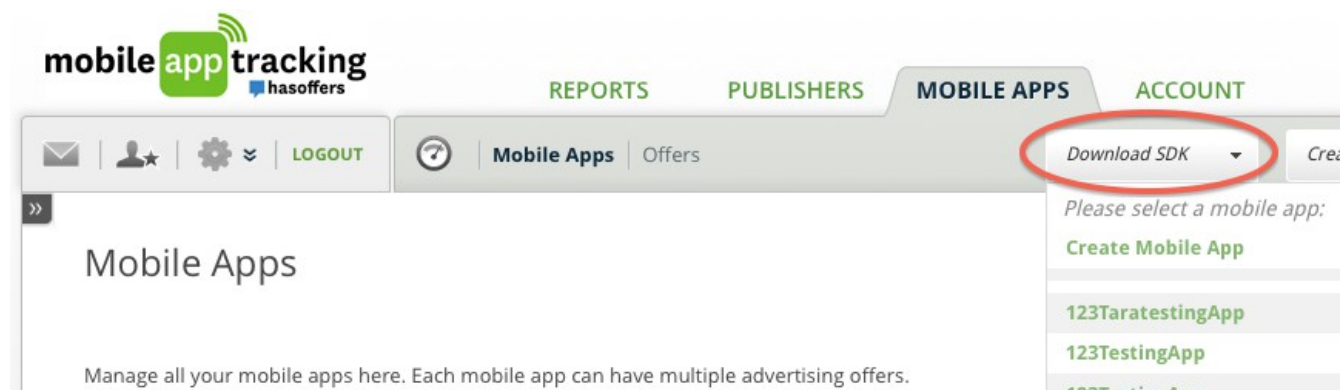 mobile app tracking
hasoffers
REPORTS PUBLISHERS MOBILE APPS ACCOUNT
LOGOUT Mobile Apps Offers Download SDK Crea
Please select a mobile app:
Create Mobile App
Mobile Apps
123TaratestingApp
123TestingApp
Manage all your mobile apps here. Each mobile app can have multiple advertising offers.